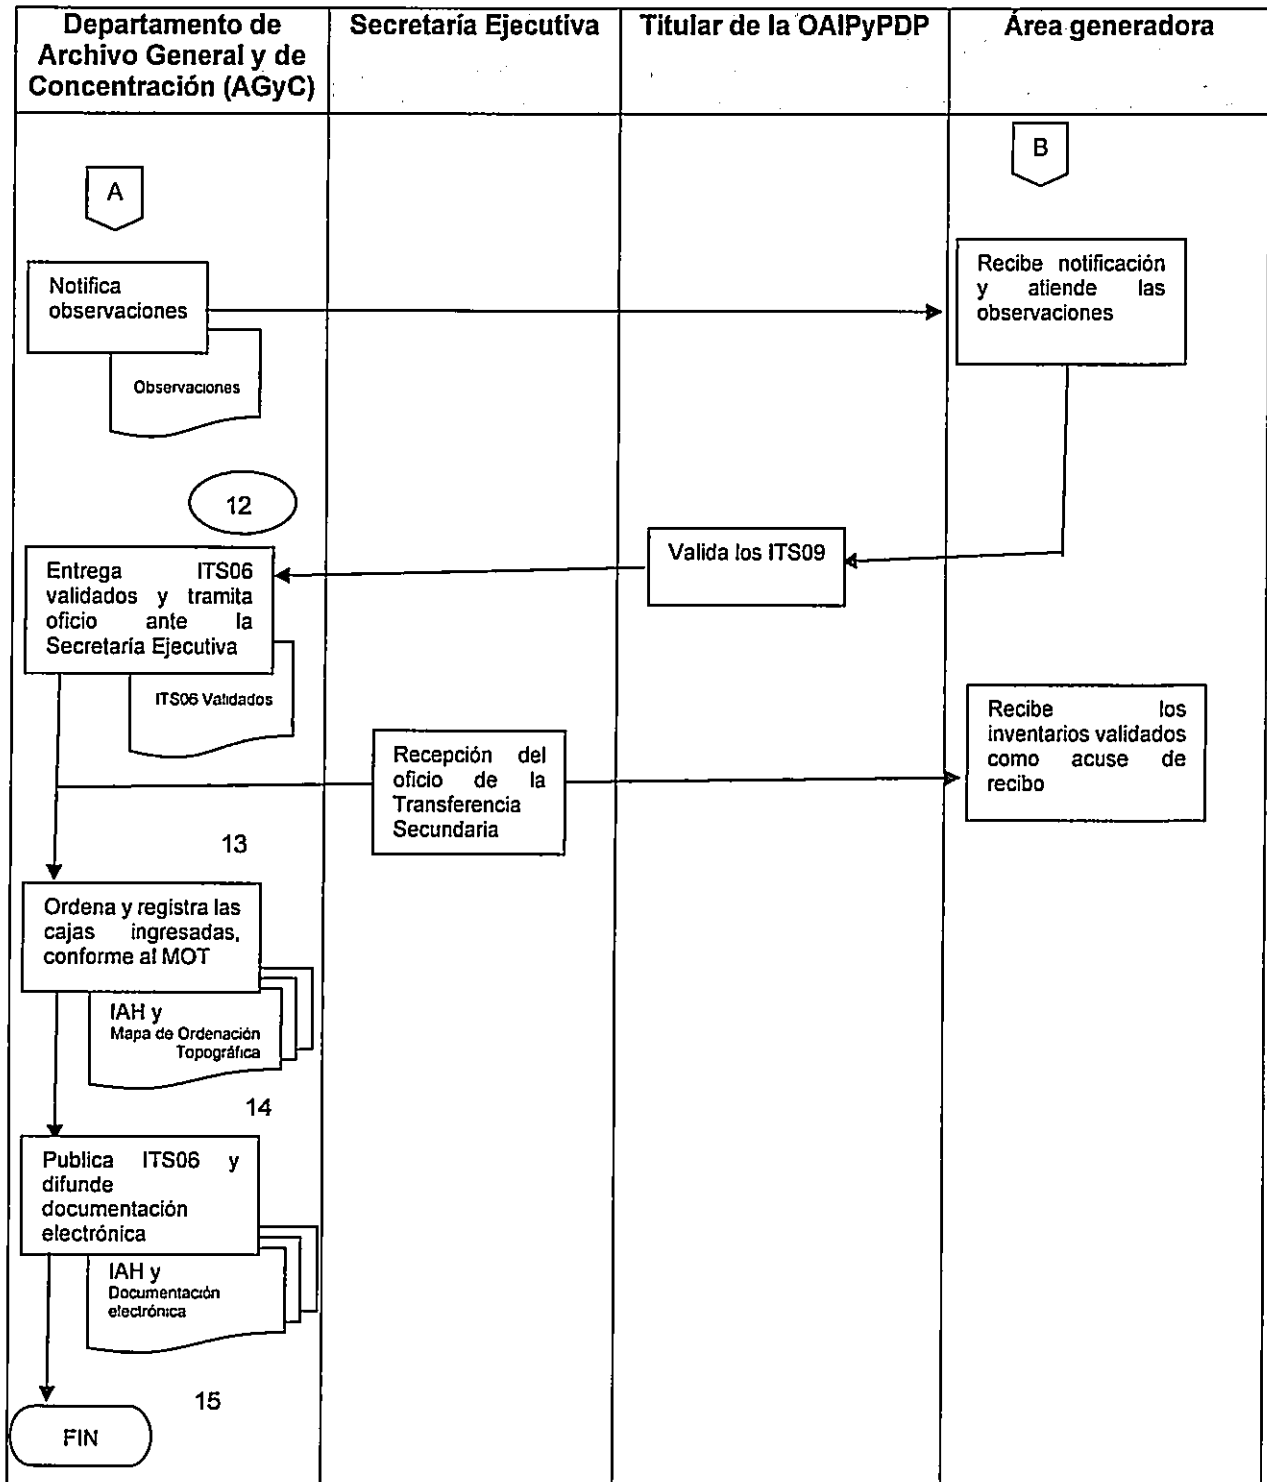 Departamento de
Archivo General y de
Concentración (AGyC)
Secretaría Ejecutiva
Titular de la OAIPyPDP
Área generadora
A
B
Notifica
observaciones
Observaciones
Recibe notificación
y atiende las
observaciones
12
Valida los ITS09
Entrega ITS06
validados y tramita
oficio ante la
Secretaría Ejecutiva
ITS06 Validados
Recepción del
oficio de la
Transferencia
Secundaria
Recibe los
inventarios validados
como acuse de
recibo
13
Ordena y registra las
cajas ingresadas,
conforme al MOT
IAH y
Mapa de Ordenación
Topográfica
14
Publica ITS06 y
difunde
documentación
electrónica
IAH y
Documentación
electrónica
15
FIN